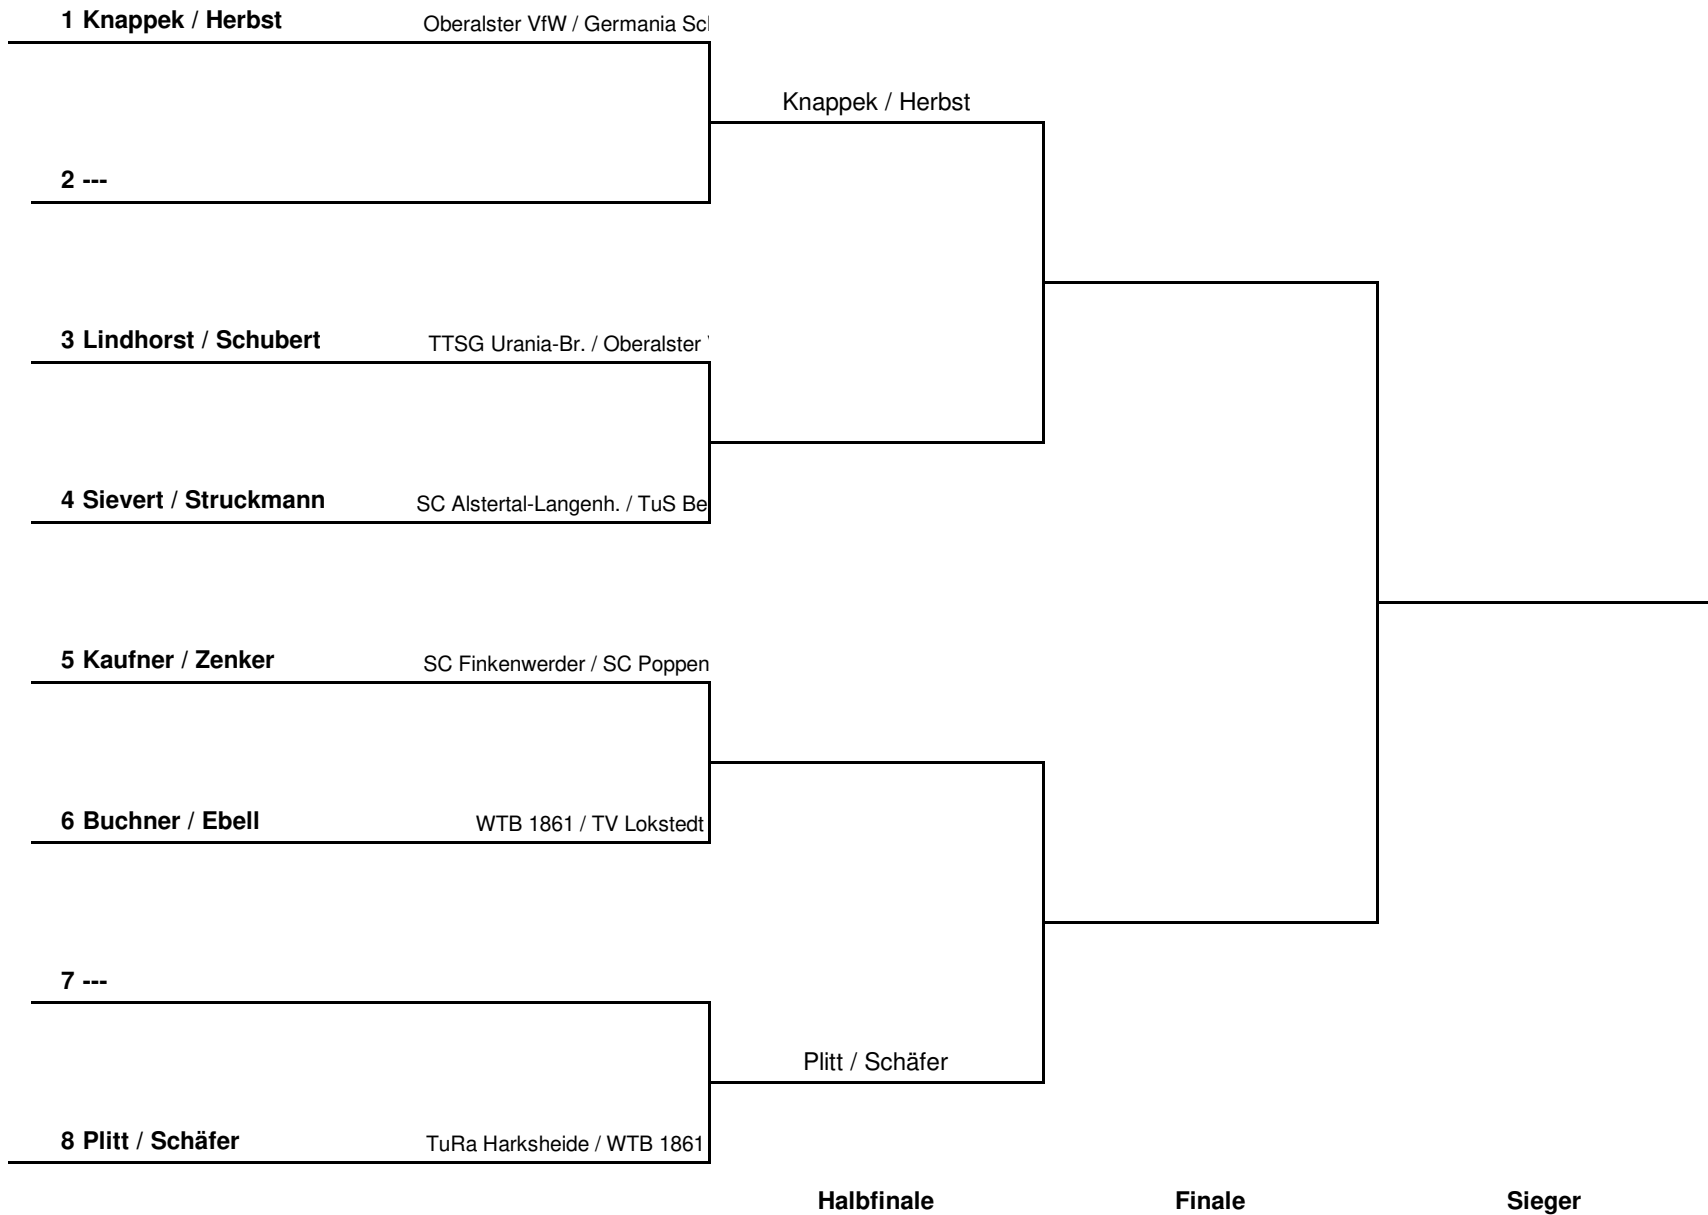 1 Knappek / Herbst Oberalster VfW / Germania
Knappek / Herbst
2 ---
3 Lindhorst / Schubert TTSG Urania-Br. / Oberalster
4 Sievert / Struckmann SC Alstertal-Langenh. / TuS Be
5 Kaufner / Zenker SC Finkenwerder / SC Poppen
6 Buchner / Ebell WTB 1861 / TV Lokstedt
7 ---
Plitt / Schäfer
8 Plitt / Schäfer TuRa Harksheide / WTB 1861
Halbfinale Finale Sieger